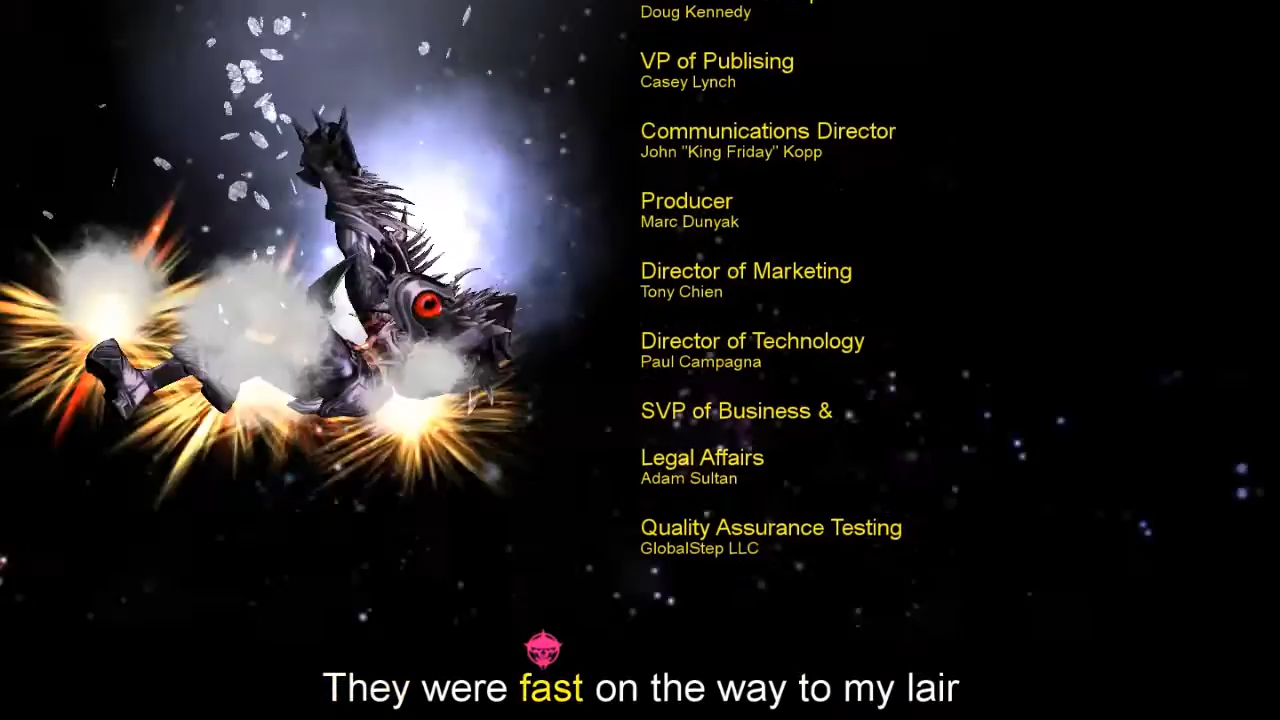 Doug Kennedy
VP of Publising
Casey Lynch
Communications Director
John "King Friday" Kopp
Producer
Marc Dunyak
Director of Marketing
Tony Chien
Director of Technology
Paul Campagna
SVP of Business &
Legal Affairs
Adam Sultan
Quality Assurance Testing
GlobalStep LLC
They were fast on the way to my lair